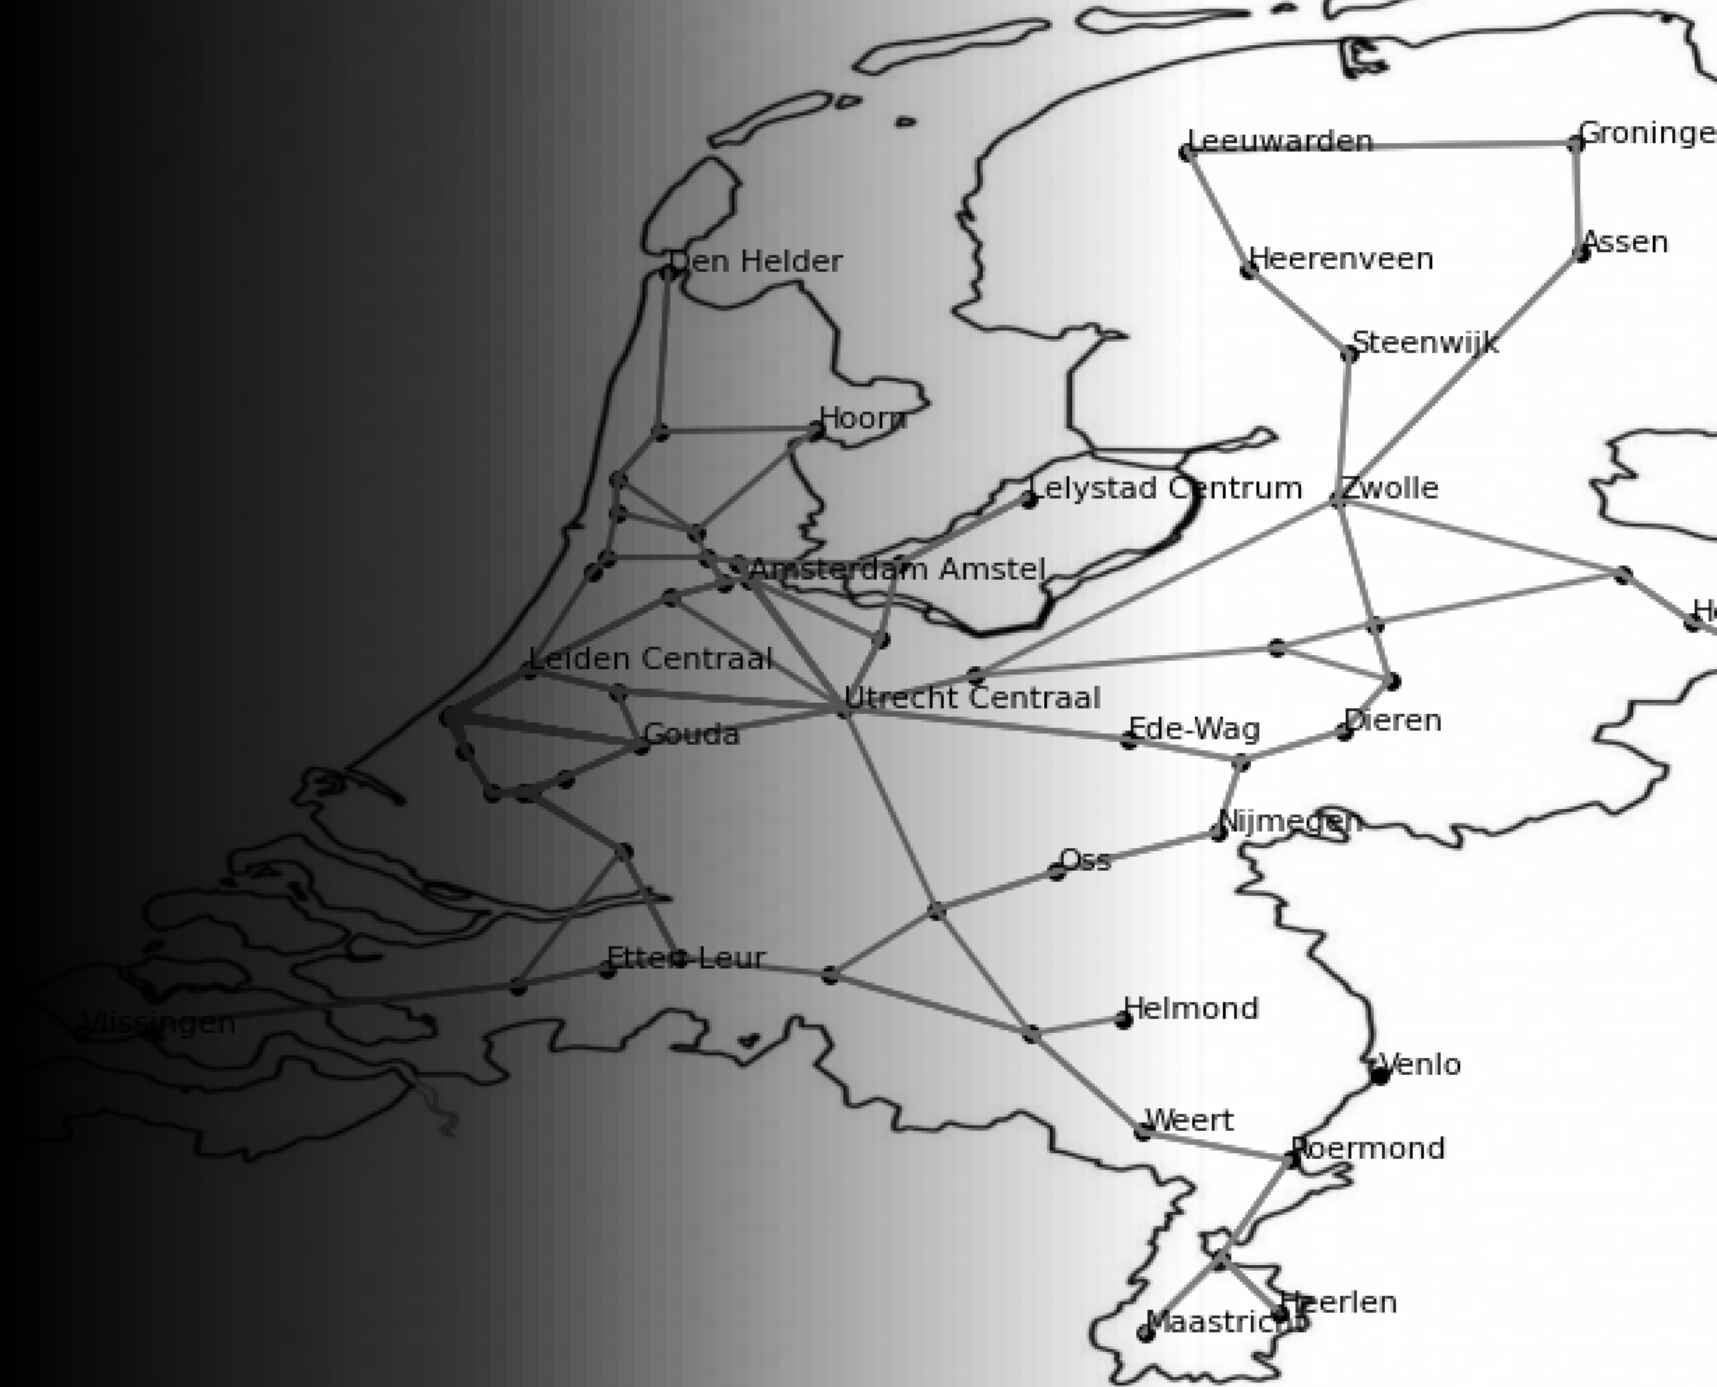 Groninge
Leeuwarden
Assen
Heerenveen
Den Helder
Steenwijk
Hoorn
Lelystad Centrum
Zwolle
Amsterdam Amstel
He
Leiden Centraal
Utrecht Centraal
Dieren
Ede-Wag
Gouda
Nijmegen
Oss
Etten-Leur
Helmond
Vlissingen
Venlo
Weert
Roermond
Heerlen
Maastricht